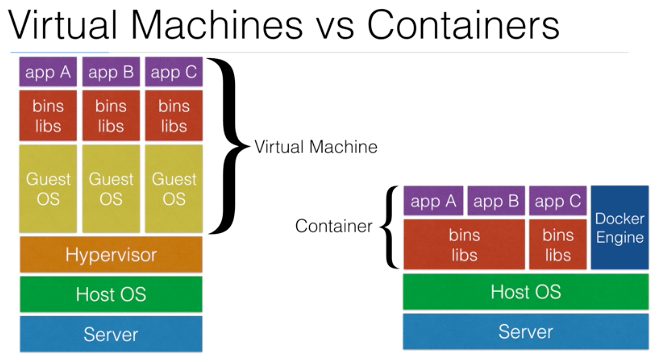 Virtual Machines vs Containers
app A
app B
app C
bins
libs
bins
libs
bins
libs
Guest
OS
Guest
OS
Guest
OS
Hypervisor
Host OS
Server
Virtual Machine
Container
app A
app B
app C
bins
libs
bins
libs
Docker
Engine
Host OS
Server